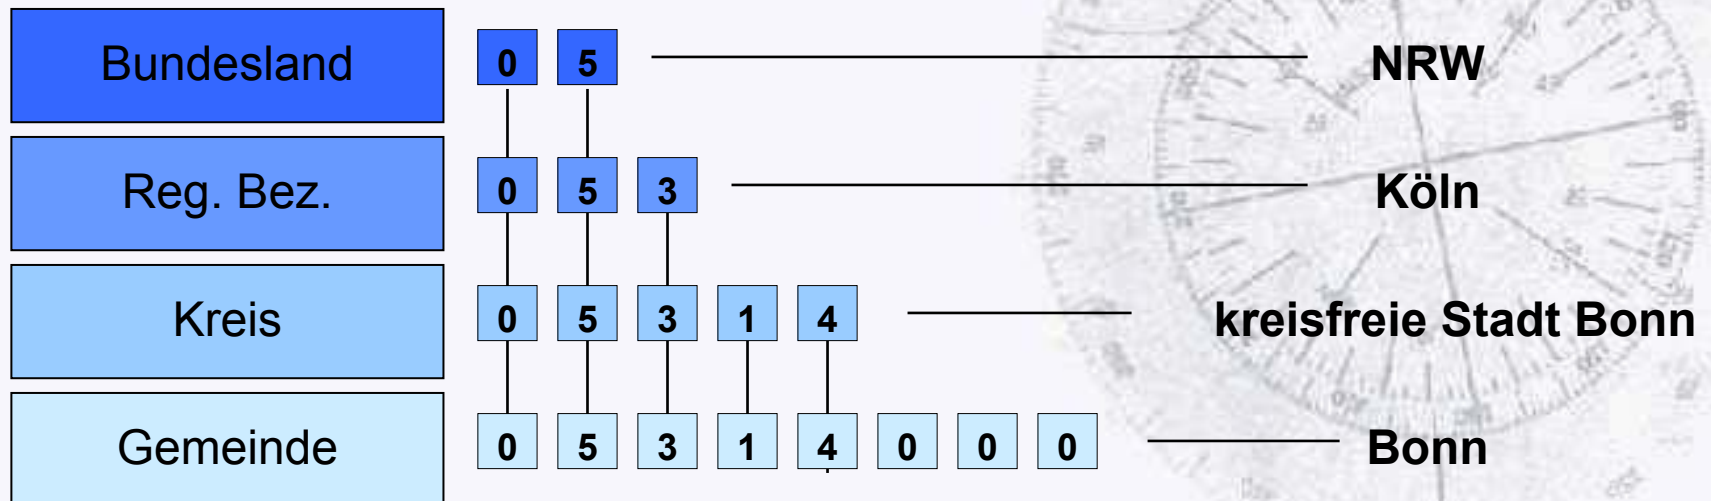 Bundesland 0 5 NRW
Reg. Bez. 0 5 3 Köln
Kreis 0 5 3 1 4 kreisfreie Stadt Bonn
Gemeinde 0 5 3 1 4 0 0 0 Bonn